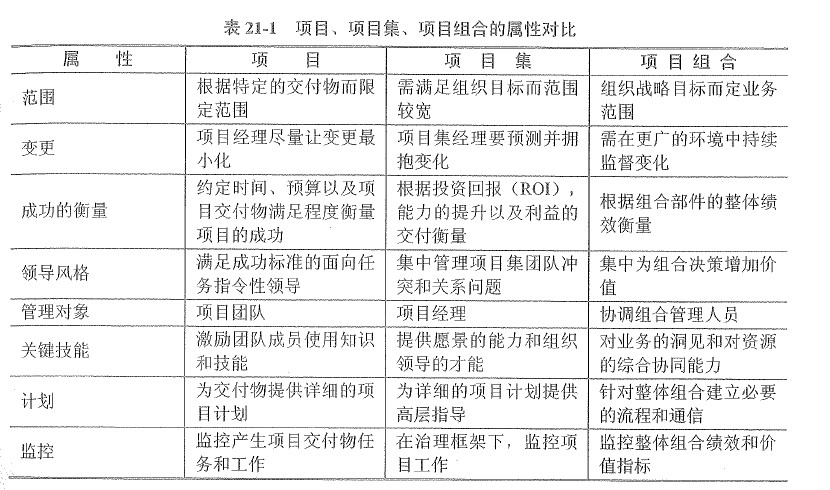 表 21-1 项目、项目集、项目组合的属性对比
属 性 项 目 项 目 集 项 目 组 合
范围 根据特定的交付物而限定范围 需满足组织目标而范围较宽 组织战略目标而定业务范围
变更 项目经理尽量让变更最小化 项目集经理要预测并拥抱变化 需在更广的环境中持续监督变化
成功的衡量 约定时间、预算以及项目交付物满足程度衡量项目的成功 根据投资回报（ROI），能力的提升以及利益的交付衡量 根据组合部件的整体绩效衡量
领导风格 满足成功标准的面向任务指令性领导 集中管理项目集团队冲突和关系问题 集中为组合决策增加价值
管理对象 项目团队 项目经理 协调组合管理人员
关键技能 激励团队成员使用知识和技能 提供愿景的能力和组织领导的才能 对业务的洞见和对资源的综合协同能力
计划 为交付物提供详细的项目计划 为详细的项目计划提供高层指导 针对整体组合建立必要的流程和通信
监控 监控产生项目交付物任务和工作 在治理框架下，监控项目工作 监控整体组合绩效和价值指标